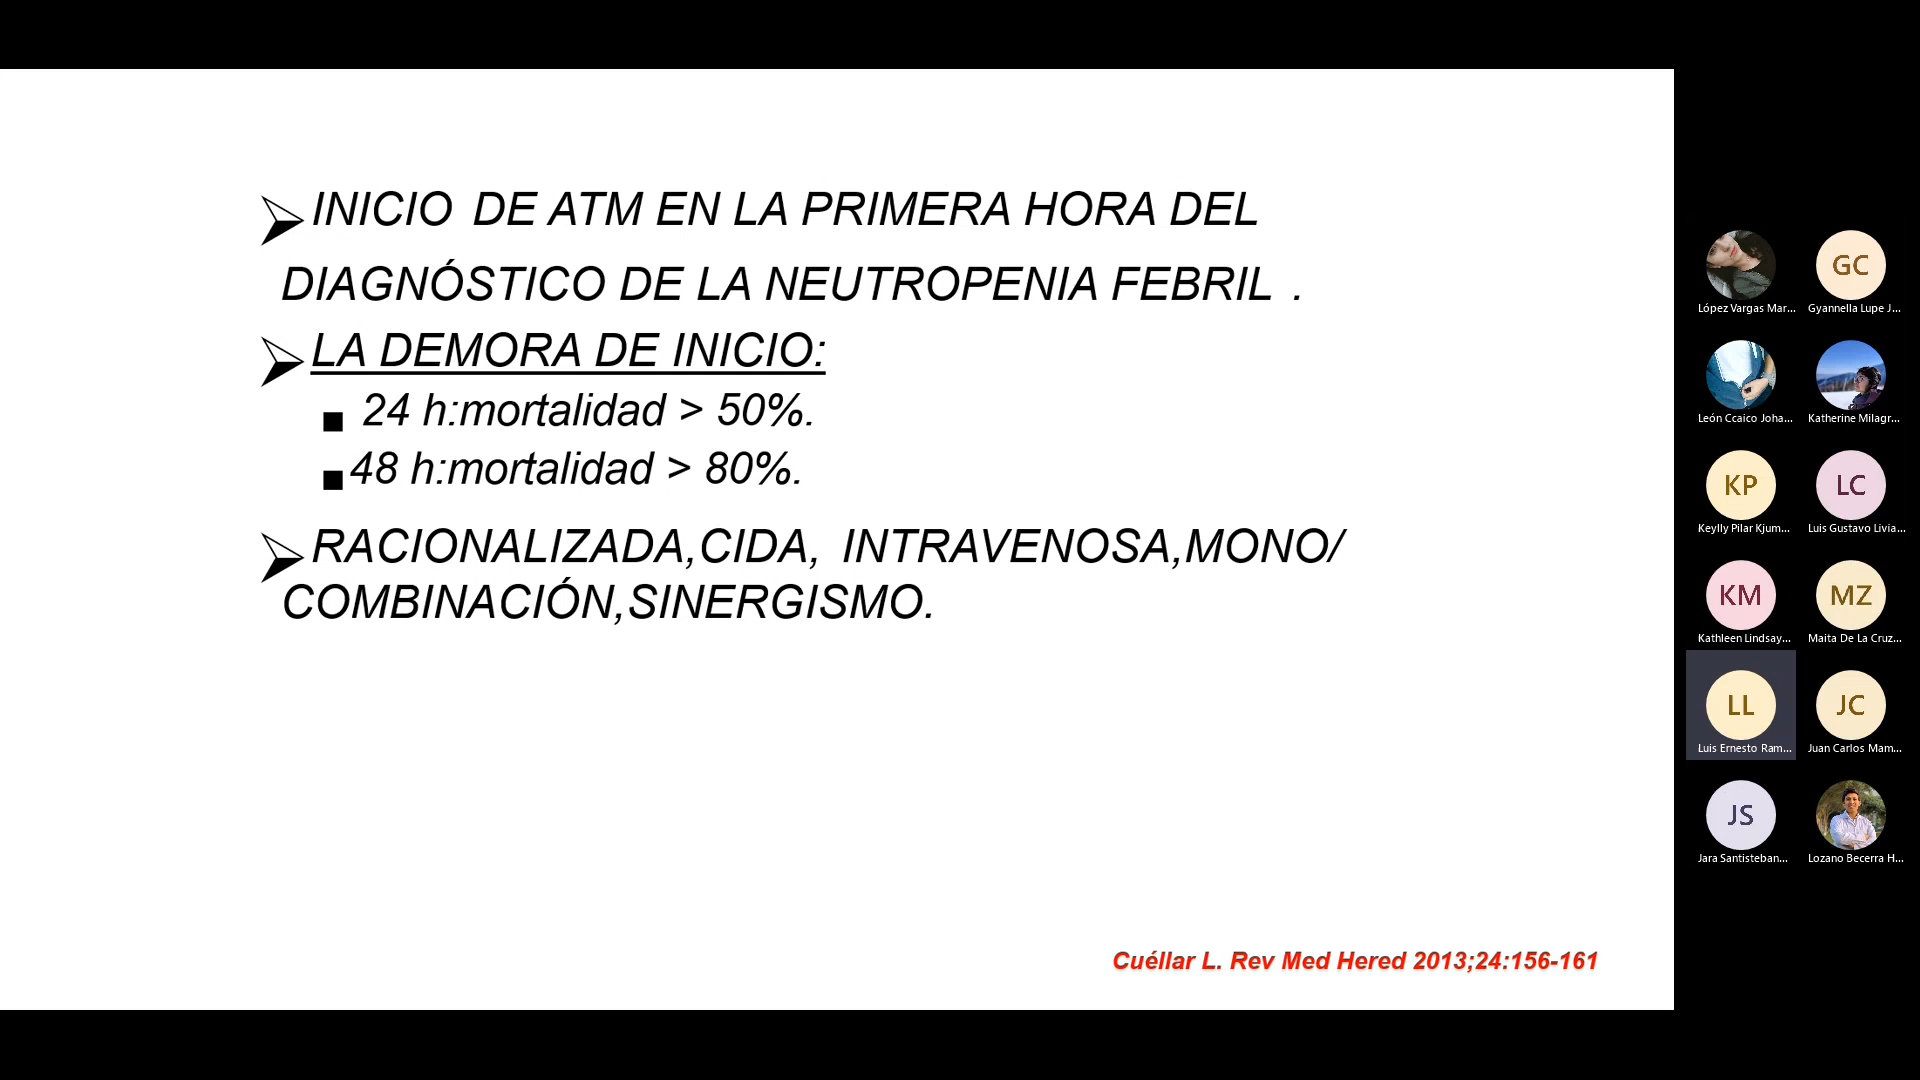 INICIO DE ATM EN LA PRIMERA HORA DEL
DIAGNÓSTICO DE LA NEUTROPENIA FEBRIL .
LA DEMORA DE INICIO:
24 h:mortalidad > 50%.
48 h:mortalidad > 80%.
RACIONALIZADA,CIDA, INTRAVENOSA,MONO/
COMBINACIÓN,SINERGISMO.
Cuéllar L. Rev Med Hered 2013;24:156-161
López Vargas Mar...
GC
Gyannella Lupe J...
León Ccaico Joha...
Katherine Milagr...
KP
Keylly Pilar Kjum...
LC
Luis Gustavo Livia...
KM
Kathleen Lindsay...
MZ
Maita De La Cruz...
LL
Luis Ernesto Ram...
JC
Juan Carlos Mam...
JS
Jara Santisteban...
Lozano Becerra H...